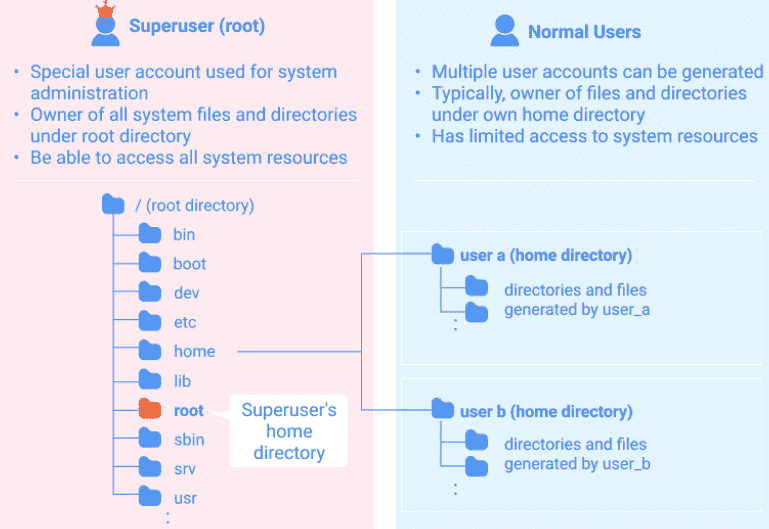 Superuser (root)
• Special user account used for system
administration
• Owner of all system files and directories
under root directory
• Be able to access all system resources
/ (root directory)
bin
boot
dev
etc
home
lib
root
Superuser's
home
directory
sbin
srv
usr
:
Normal Users
• Multiple user accounts can be generated
• Typically, owner of files and directories
under own home directory
• Has limited access to system resources
user a (home directory)
directories and files
generated by user_a
:
user b (home directory)
directories and files
generated by user_b
: